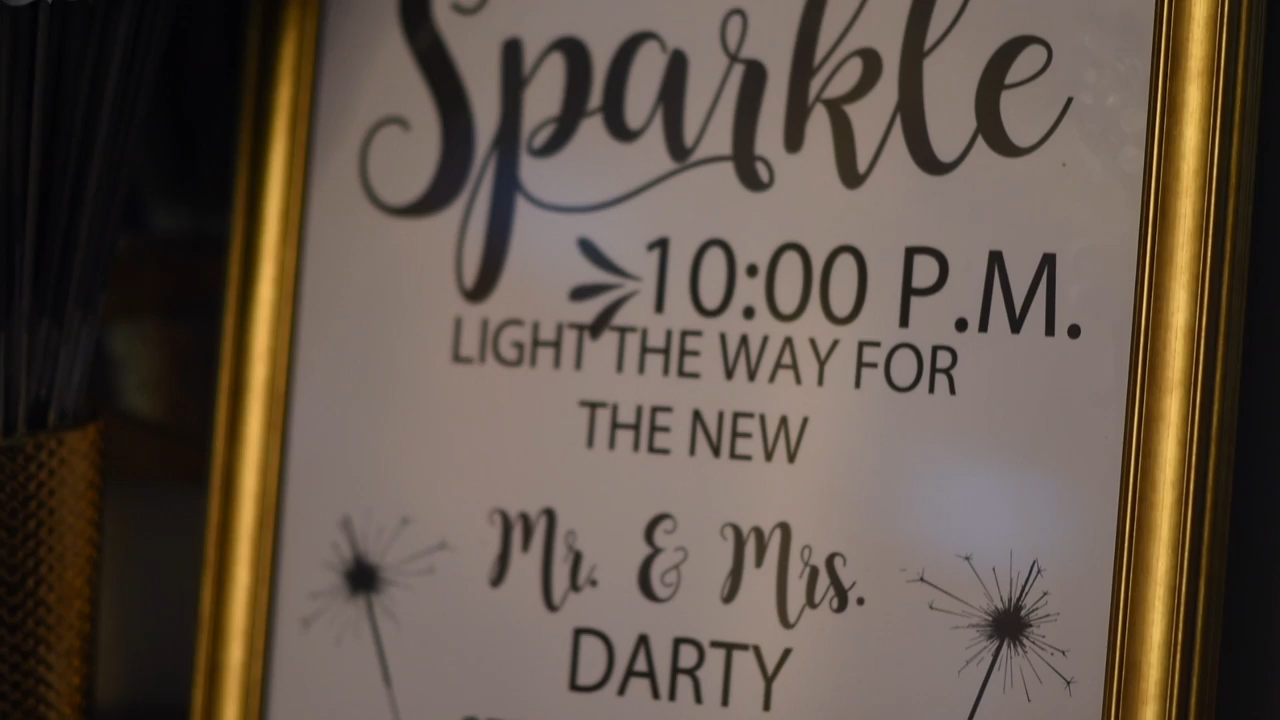 Sparkle
10:00 P.M.
LIGHT THE WAY FOR
THE NEW
Mr. & Mrs.
DARTY